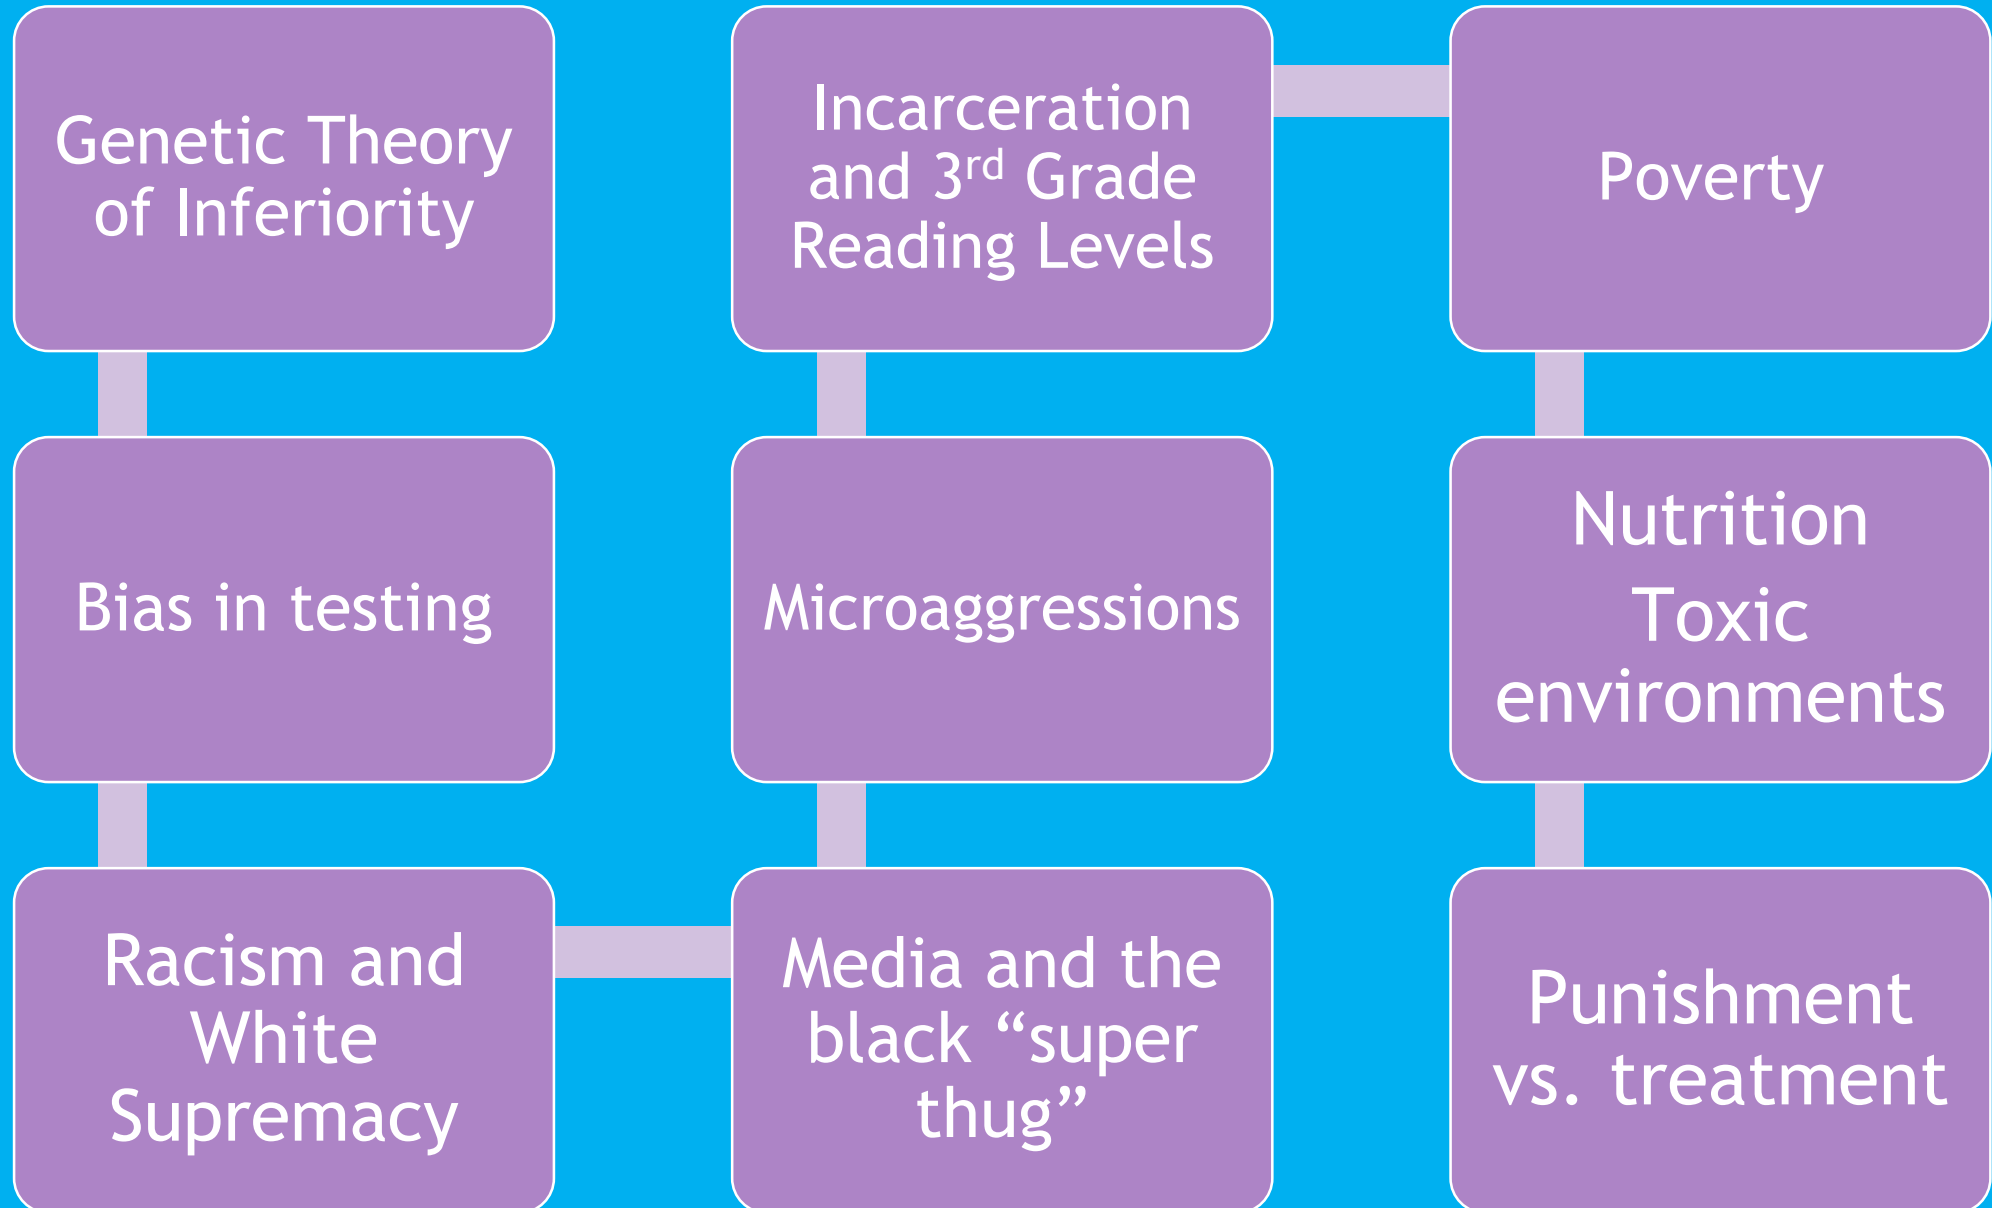 Genetic Theory
of Inferiority
Bias in testing
Racism and
White
Supremacy
Media and the
black “super
thug”
Microaggressions
Incarceration
and 3rd Grade
Reading Levels
Poverty
Nutrition
Toxic
environments
Punishment
vs. treatment